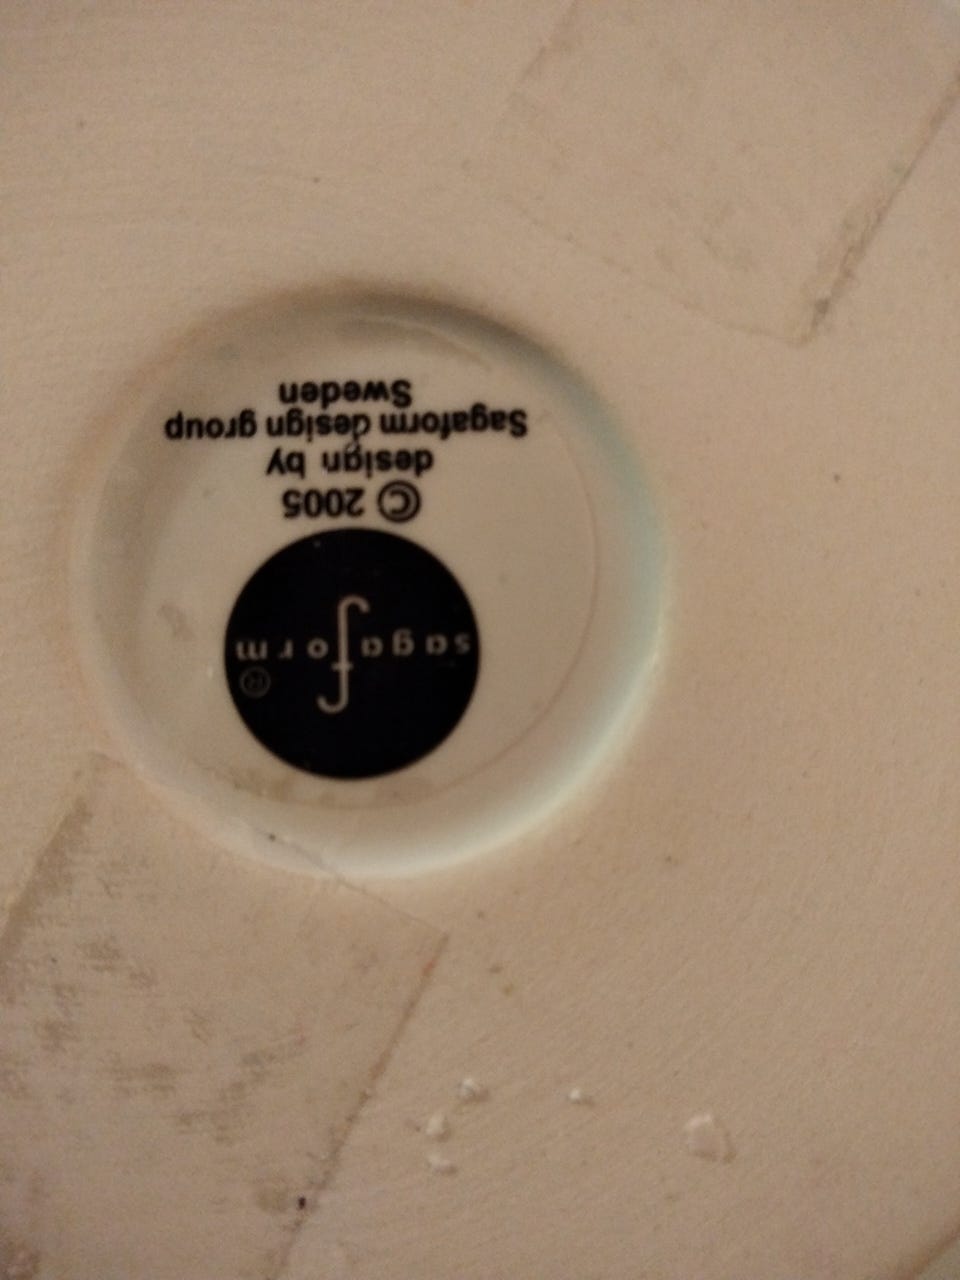 sagaform ®
© 2005
design by
Sagaform design group
Sweden